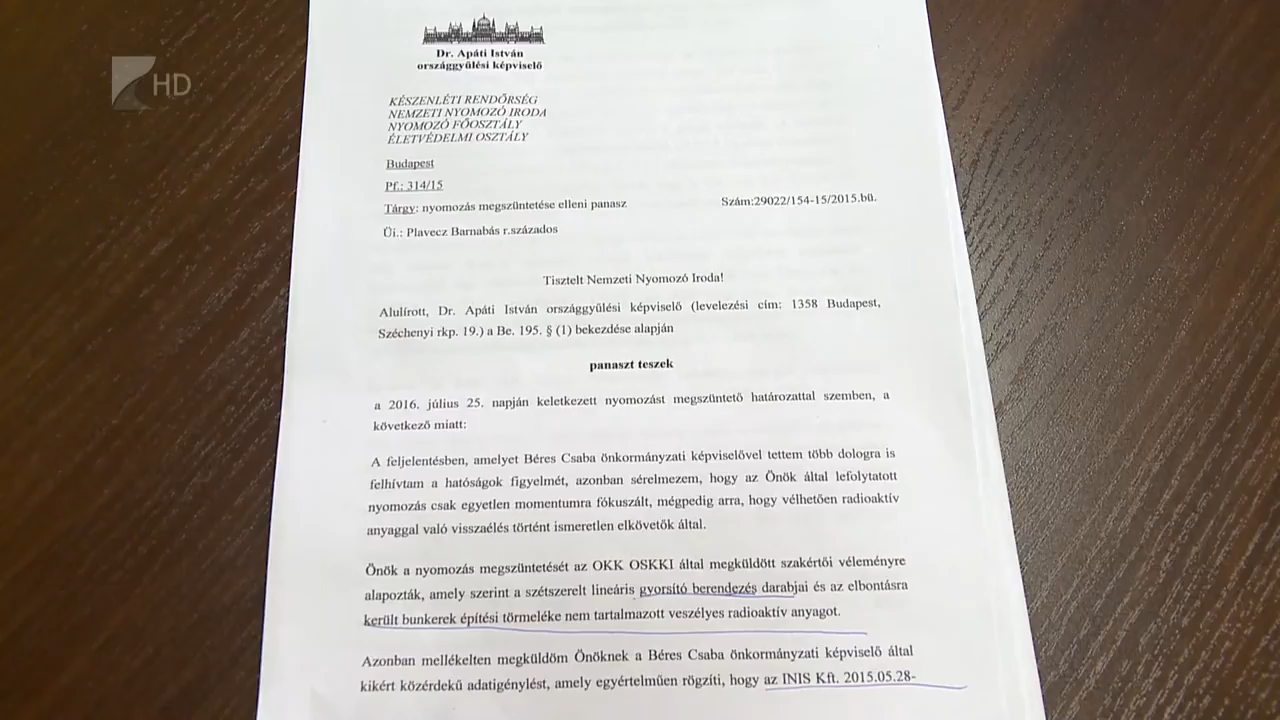 HD
Dr. Apáti István
országgyűlési képviselő
KÉSZENLÉTI RENDŐRSÉG
NEMZETI NYOMOZÓ IRODA
NYOMOZÓ FŐOSZTÁLY
ÉLETVÉDELMI OSZTÁLY
Budapest
Pf.: 314/15
Tárgy: nyomozás megszüntetése elleni panasz Szám:29022/154-15/2015.bü.
Üi.: Plavecz Barnabás r.százados
Tisztelt Nemzeti Nyomozó Iroda!
Alulírott, Dr. Apáti István országgyűlési képviselő (levelezési cím: 1358 Budapest,
Széchenyi rkp. 19.) a Be. 195. § (1) bekezdése alapján
panaszt teszek
a 2016. július 25. napján keletkezett nyomozást megszüntető határozattal szemben, a
következő miatt:
A feljelentésben, amelyet Béres Csaba önkormányzati képviselővel tettem több dologra is
felhívtam a hatóságok figyelmét, azonban sérelmezem, hogy az Önök által lefolytatott
nyomozás csak egyetlen momentumra fókuszált, mégpedig arra, hogy vélhetően radioaktív
anyaggal való visszaélés történt ismeretlen elkövetők által.
Önök a nyomozás megszüntetését az OKK OSKKI által megküldött szakértői véleményre
alapozták, amely szerint a szétszerelt lineáris gyorsító berendezés darabjai és az elbontásra
került bunkerek építési törmeléke nem tartalmazott veszélyes radioaktív anyagot.
Azonban mellékelten megküldöm Önöknek a Béres Csaba önkormányzati képviselő által
kikért közérdekű adatigénylést, amely egyértelműen rögzíti, hogy az INIS Kft. 2015.05.28-